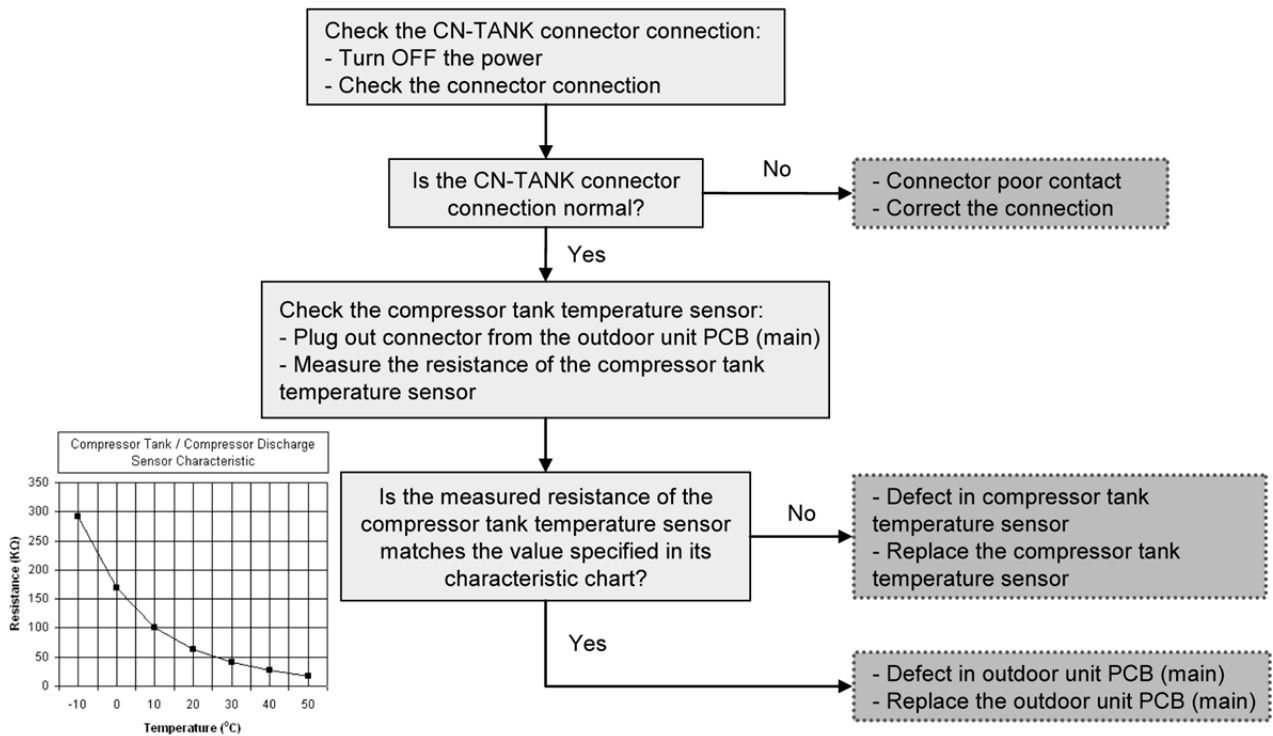 Check the CN-TANK connector connection:
- Turn OFF the power
- Check the connector connection
Is the CN-TANK connector
connection normal?
No
- Connector poor contact
- Correct the connection
Yes
Check the compressor tank temperature sensor:
- Plug out connector from the outdoor unit PCB (main)
- Measure the resistance of the compressor tank
temperature sensor
Compressor Tank / Compressor Discharge
Sensor Characteristic
Resistance (KΩ)
350
300
250
200
150
100
50
0
-10 0 10 20 30 40 50
Temperature (°C)
Is the measured resistance of the
compressor tank temperature sensor
matches the value specified in its
characteristic chart?
No
- Defect in compressor tank
temperature sensor
- Replace the compressor tank
temperature sensor
Yes
- Defect in outdoor unit PCB (main)
- Replace the outdoor unit PCB (main)